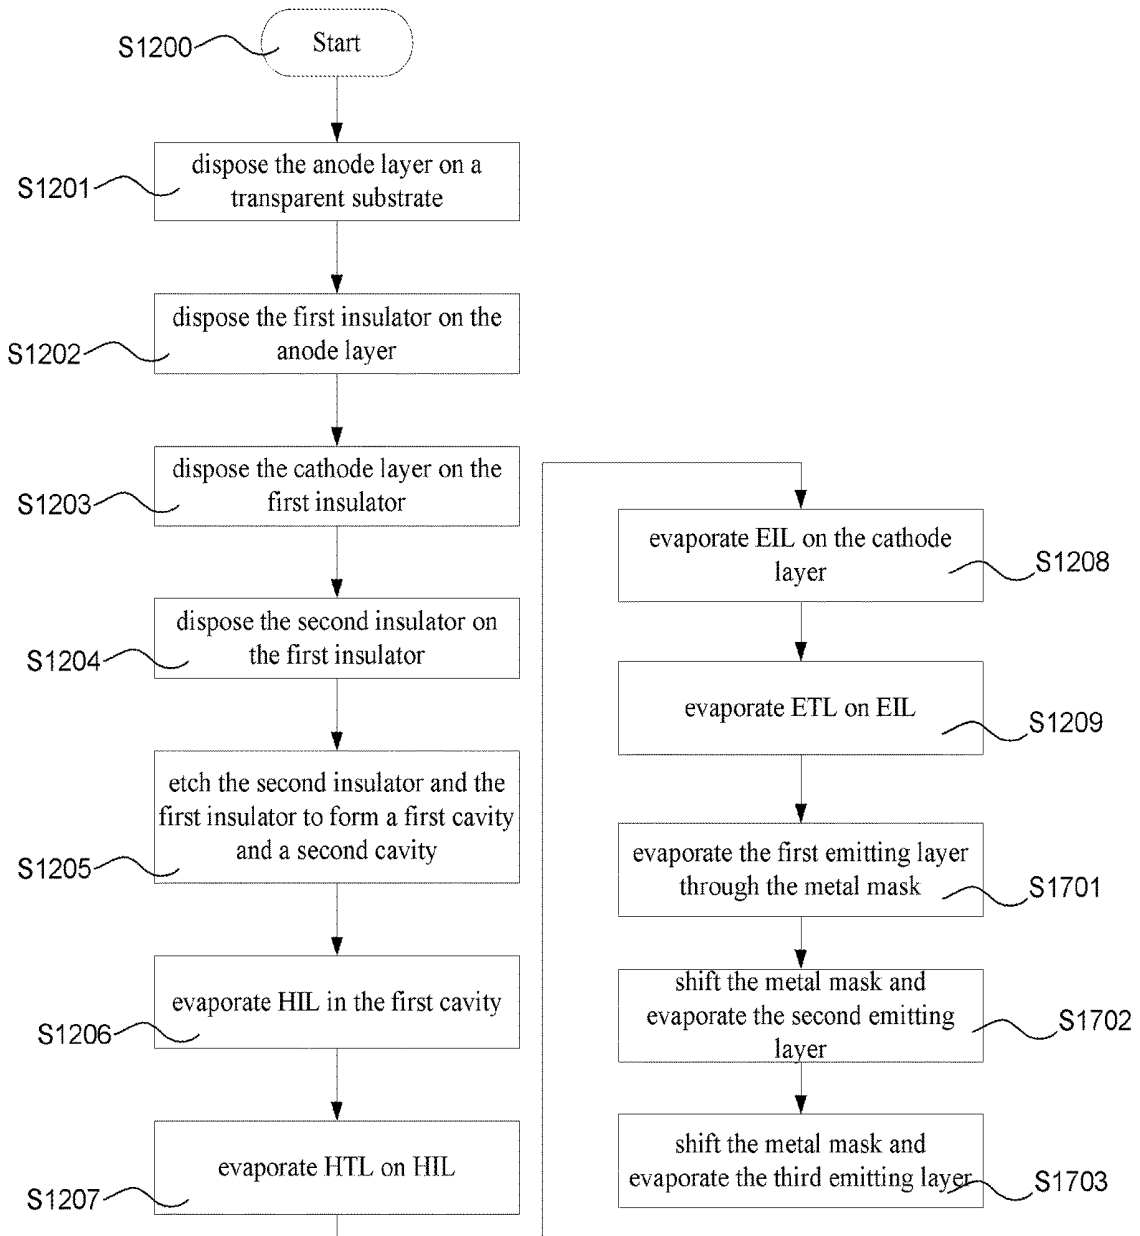 S1200
Start
S1201
dispose the anode layer on a
transparent substrate
S1202
dispose the first insulator on the
anode layer
S1203
dispose the cathode layer on the
first insulator
S1204
dispose the second insulator on
the first insulator
S1205
etch the second insulator and the
first insulator to form a first cavity
and a second cavity
S1206
evaporate HIL in the first cavity
S1207
evaporate HTL on HIL
evaporate EIL on the cathode
layer
S1208
evaporate ETL on EIL
S1209
evaporate the first emitting layer
through the metal mask
S1701
shift the metal mask and
evaporate the second emitting
layer
S1702
shift the metal mask and
evaporate the third emitting layer
S1703